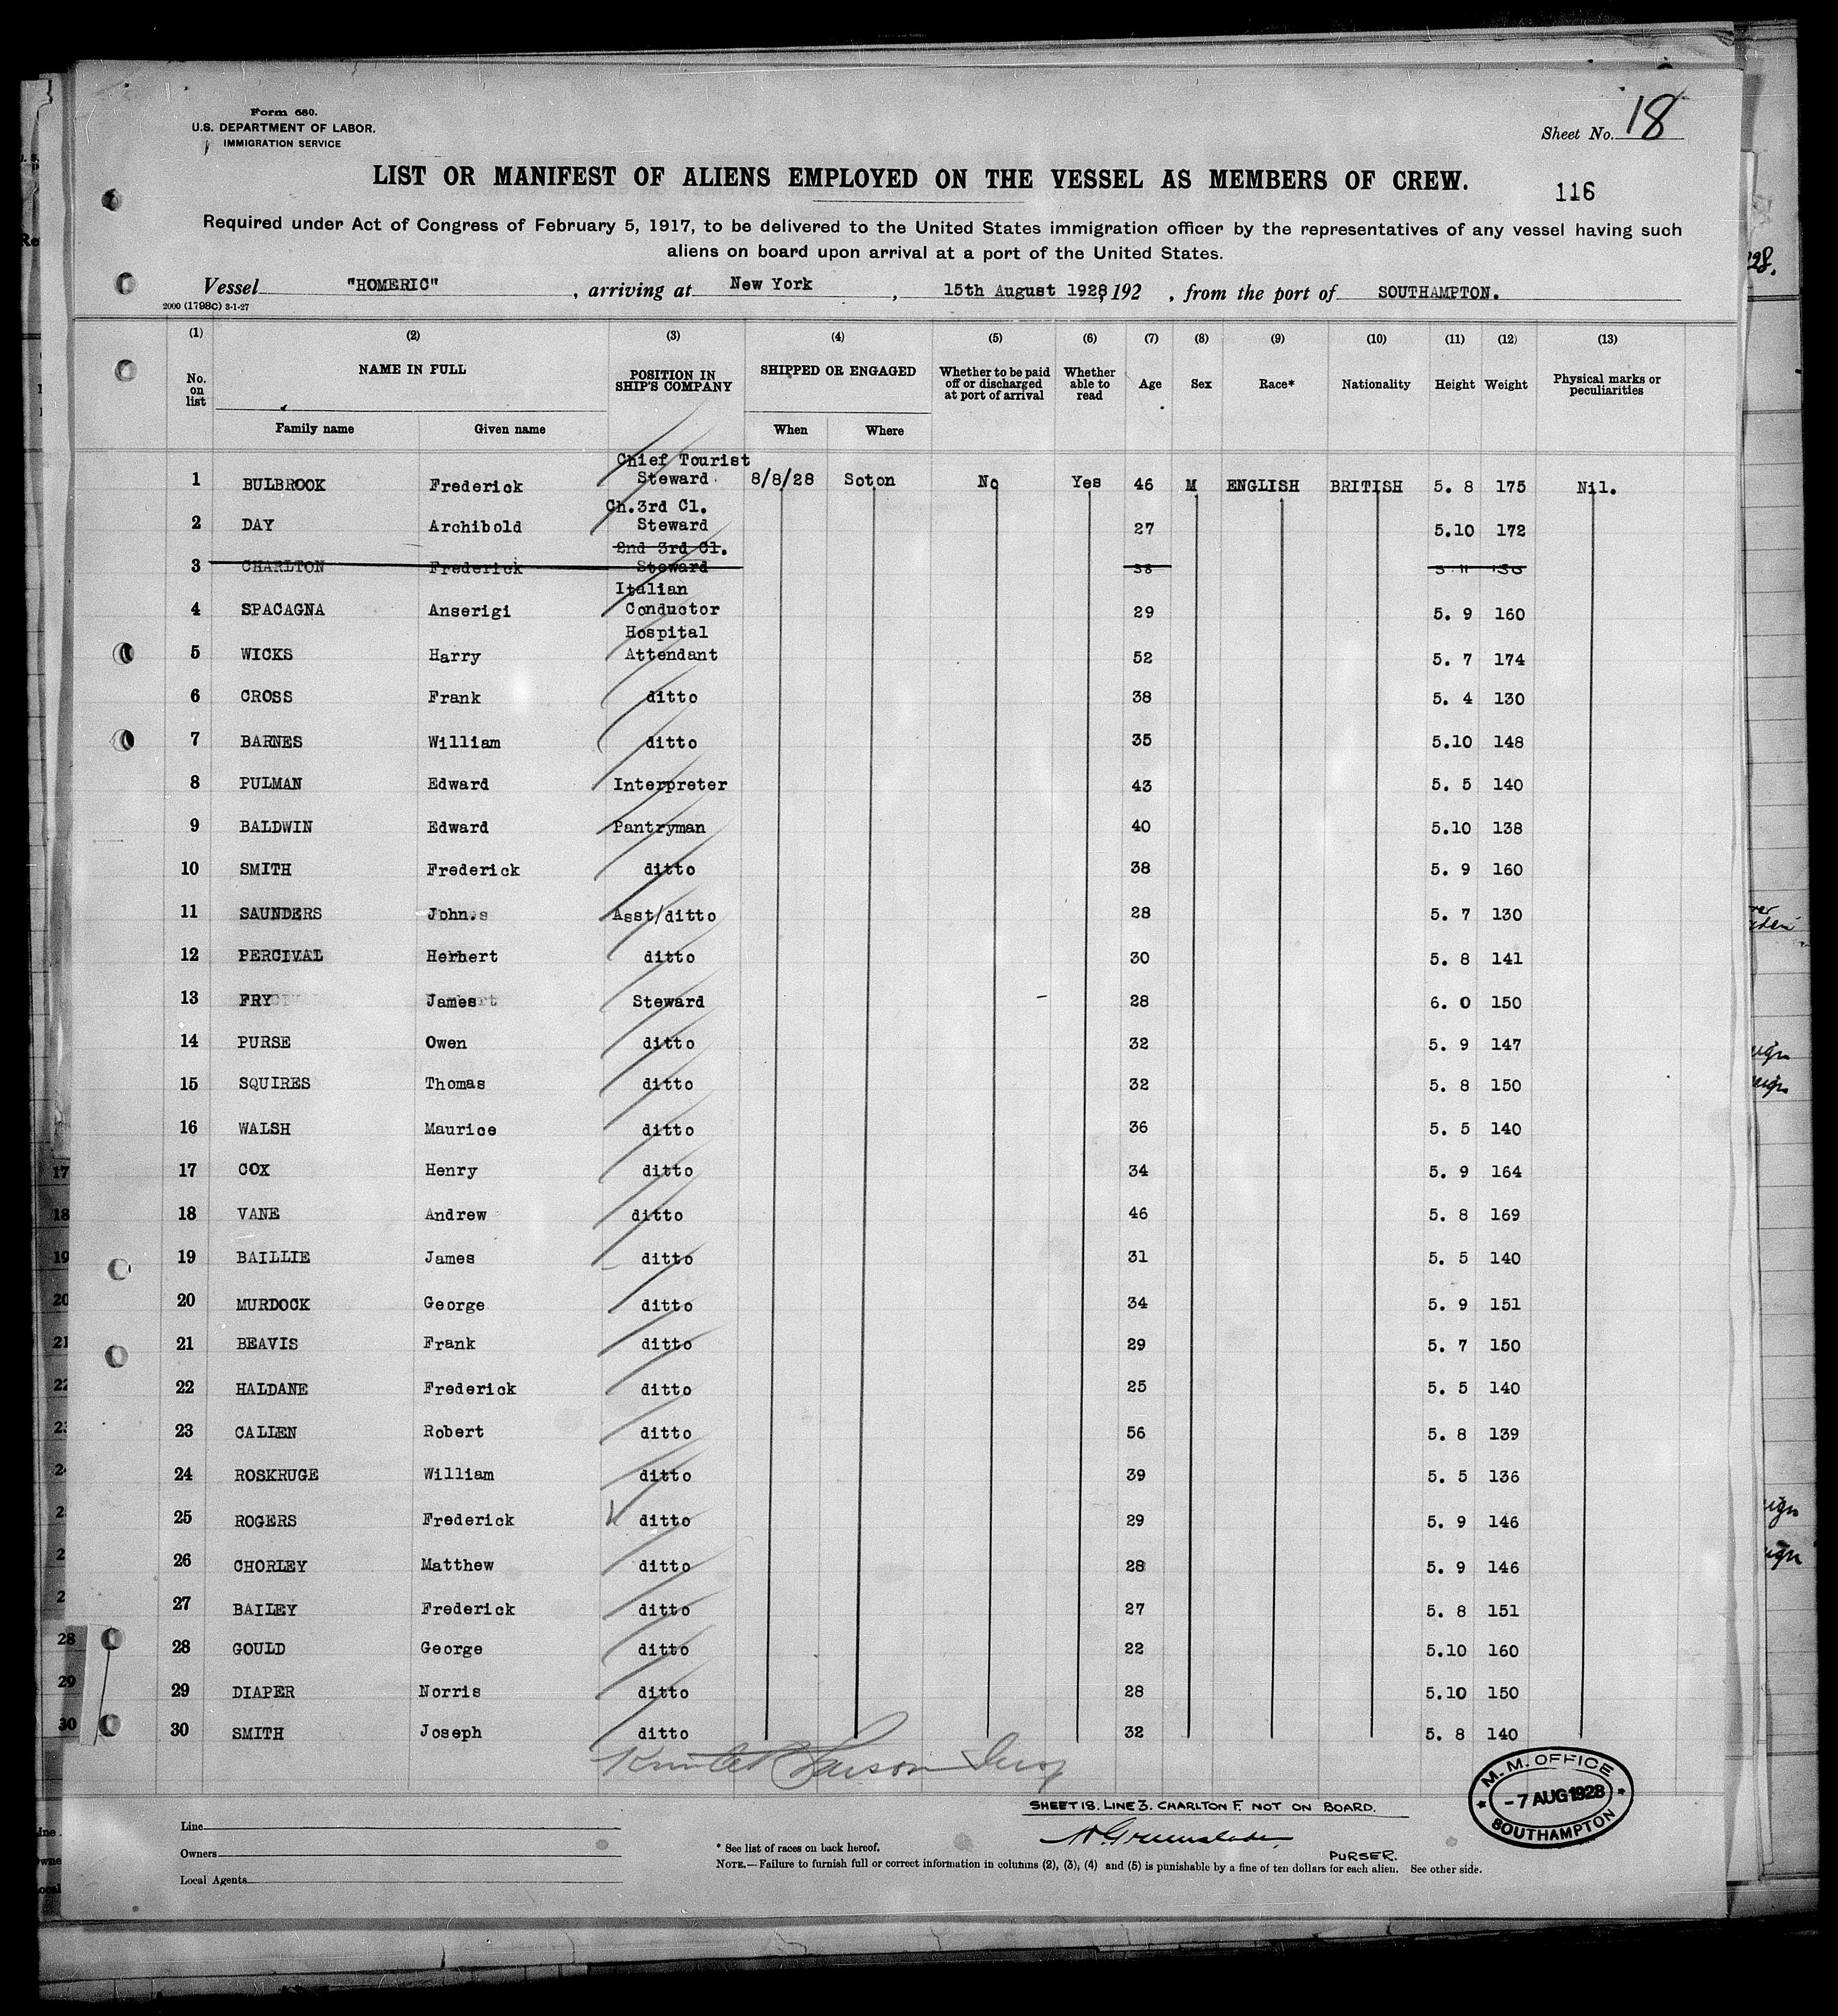 Form 680.
U.S. DEPARTMENT OF LABOR.
IMMIGRATION SERVICE
Sheet No. 18
LIST OR MANIFEST OF ALIENS EMPLOYED ON THE VESSEL AS MEMBERS OF CREW.
116
Required under Act of Congress of February 5, 1917, to be delivered to the United States immigration officer by the representatives of any vessel having such
aliens on board upon arrival at a port of the United States.
Vessel "HOMERIC" , arriving at New York , 15th August 1928, 192 , from the port of SOUTHAMPTON.
2000 (1798C) 3-1-27
(1) (2) (3) (4) (5) (6) (7) (8) (9) (10) (11) (12) (13)
No. on list NAME IN FULL POSITION IN SHIP'S COMPANY SHIPPED OR ENGAGED Whether to be paid off or discharged at port of arrival Whether able to read Age Sex Race* Nationality Height Weight Physical marks or peculiarities
Family name Given name When Where
Chief Tourist
1 BULBROOK Frederick Steward 8/8/28 Soton No Yes 46 M ENGLISH BRITISH 5. 8 175 Nil.
Ch.3rd Cl.
2 DAY Archibold Steward 27 5.10 172
2nd 3rd Cl.
3 CHARLTON Frederick Steward 38
Italian
4 SPACAGNA Anserigi Conductor 29 5. 9 160
Hospital
5 WICKS Harry Attendant 52 5. 7 174
6 CROSS Frank ditto 38 5. 4 130
7 BARNES William ditto 35 5.10 148
8 PULMAN Edward Interpreter 43 5. 5 140
9 BALDWIN Edward Pantryman 40 5.10 138
10 SMITH Frederick ditto 38 5. 9 160
11 SAUNDERS John Asst/ditto 28 5. 7 130
12 PERCIVAL Herbert ditto 30 5. 8 141
13 FRY James Steward 28 6. 0 150
14 PURSE Owen ditto 32 5. 9 147
15 SQUIRES Thomas ditto 32 5. 8 150
16 WALSH Maurice ditto 36 5. 5 140
17 COX Henry ditto 34 5. 9 164
18 VANE Andrew ditto 46 5. 8 169
19 BAILLIE James ditto 31 5. 5 140
20 MURDOCK George ditto 34 5. 9 151
21 BEAVIS Frank ditto 29 5. 7 150
22 HALDANE Frederick ditto 25 5. 5 140
23 CALLEN Robert ditto 56 5. 8 139
24 ROSKRUGE William ditto 39 5. 5 136
25 ROGERS Frederick ditto 29 5. 9 146
26 CHORLEY Matthew ditto 28 5. 9 146
27 BAILEY Frederick ditto 27 5. 8 151
28 GOULD George ditto 22 5.10 160
29 DIAPER Norris ditto 28 5.10 150
30 SMITH Joseph ditto 32 5. 8 140
SHEET 18. LINE 3. CHARLTON F. NOT ON BOARD.
PURSER.
M.M. OFFICE
- 7 AUG 1928
SOUTHAMPTON
Line
Owners
Local Agents
* See list of races on back hereof.
NOTE.—Failure to furnish full or correct information in columns (2), (3), (4) and (5) is punishable by a fine of ten dollars for each alien. See other side.